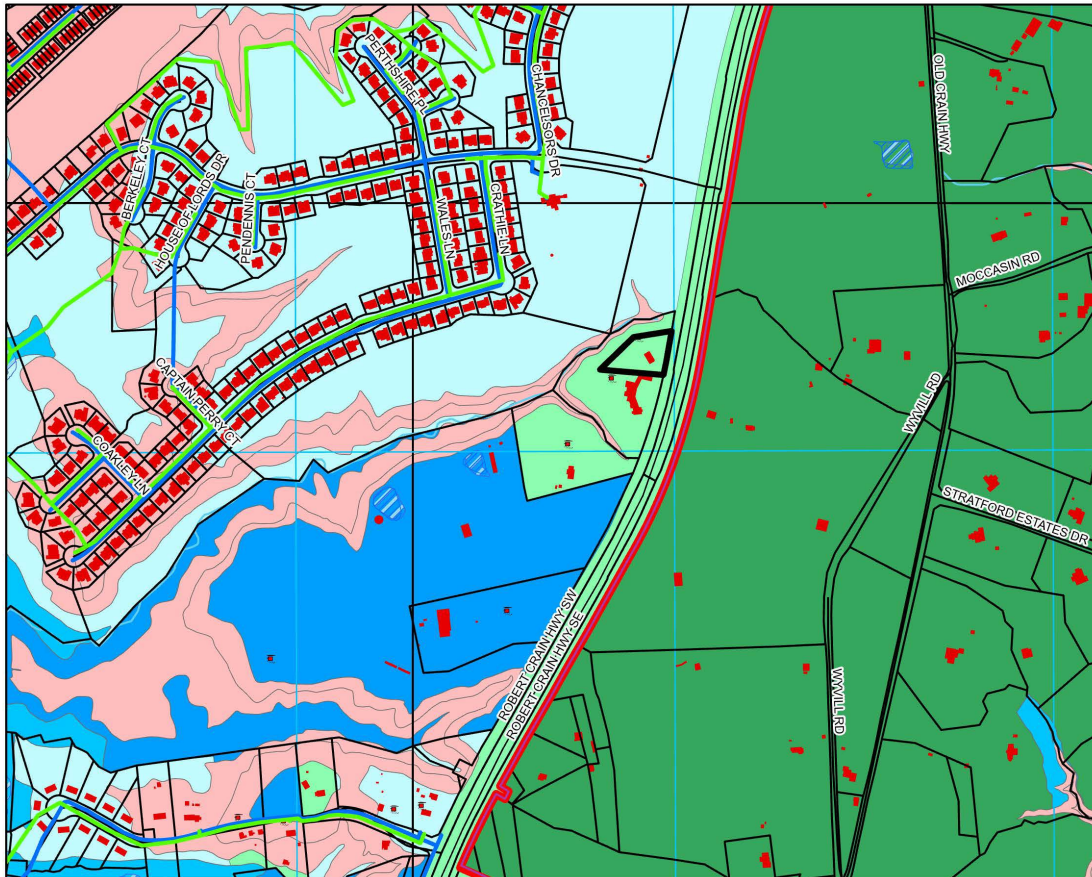 PERTHSHIRE PL
CHANCELSORS DR
OLD CRAIN HWY
BERKELEY CT
HOUSE OF LORDS DR
PENDENNIS CT
WALES LN
CRATHIE LN
MOCCASIN RD
CAPTAIN PERRY CT
WYVILL RD
COAKLEY LN
STRATFORD ESTATES DR
ROBERT CRAIN HWY SW
ROBERT CRAIN HWY SE
WYVILL RD